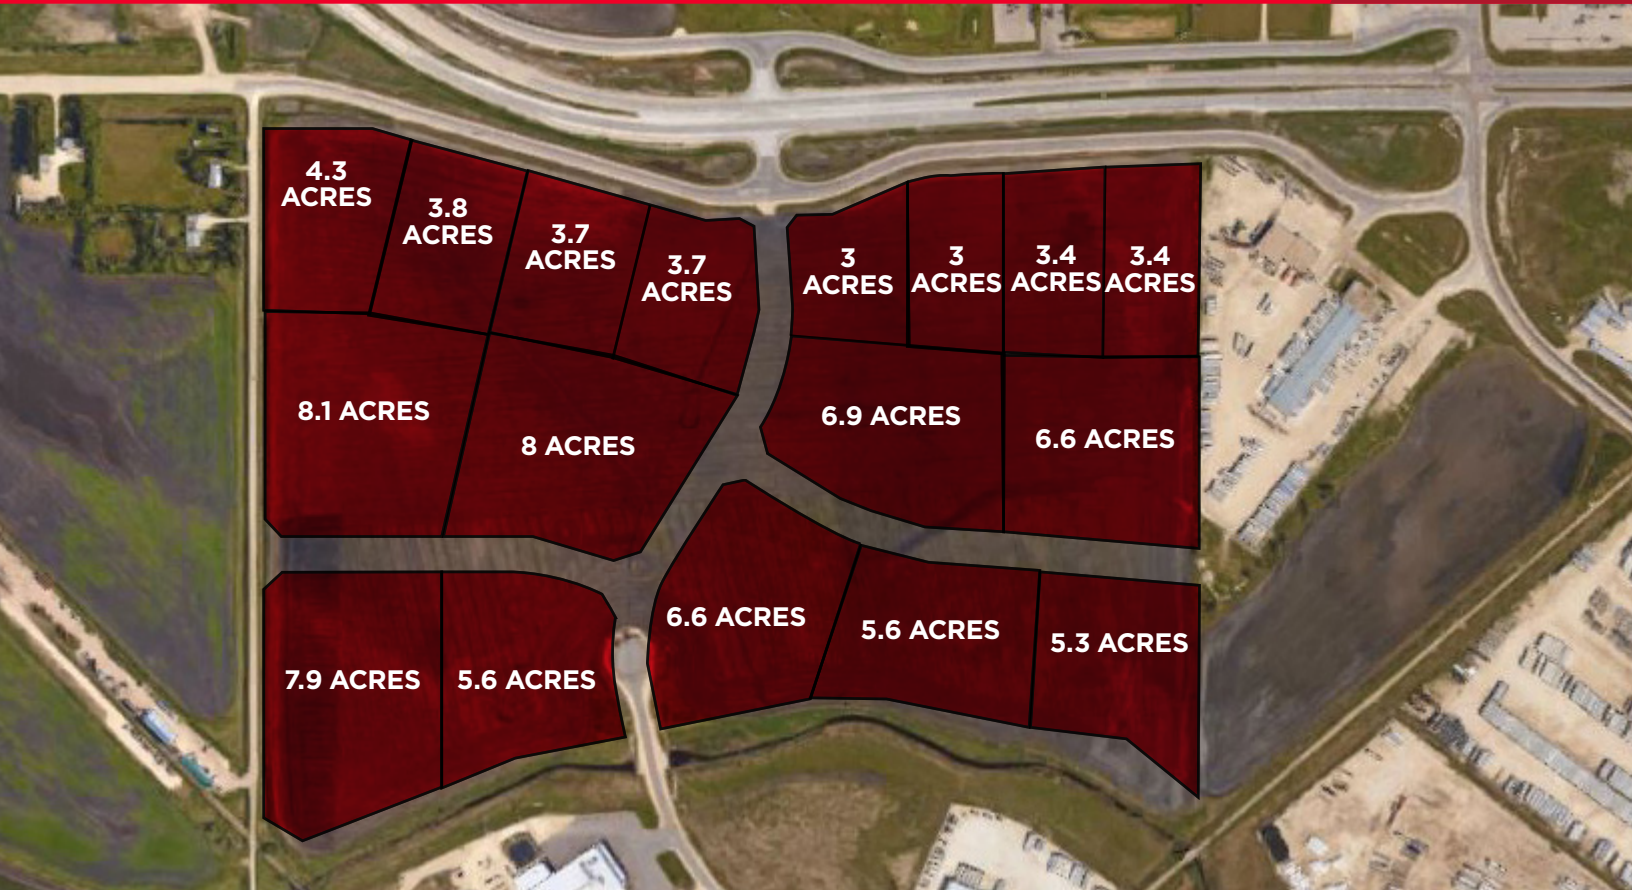 4.3
ACRES
3.8
ACRES
3.7
ACRES
3.7
ACRES
3
ACRES
3
ACRES
3.4
ACRES
3.4
ACRES
8.1 ACRES
8 ACRES
6.9 ACRES
6.6 ACRES
7.9 ACRES
5.6 ACRES
6.6 ACRES
5.6 ACRES
5.3 ACRES